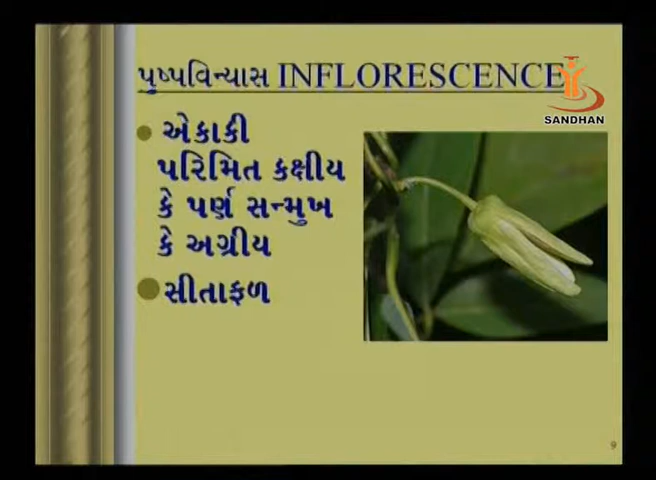 પુષ્પવિન્યાસ INFLORESCENCE
SANDHAN
એકાકી
પરિમિત કક્ષીય
કે પર્ણ સન્મુખ
કે અગ્રીય
સીતાફળ
9